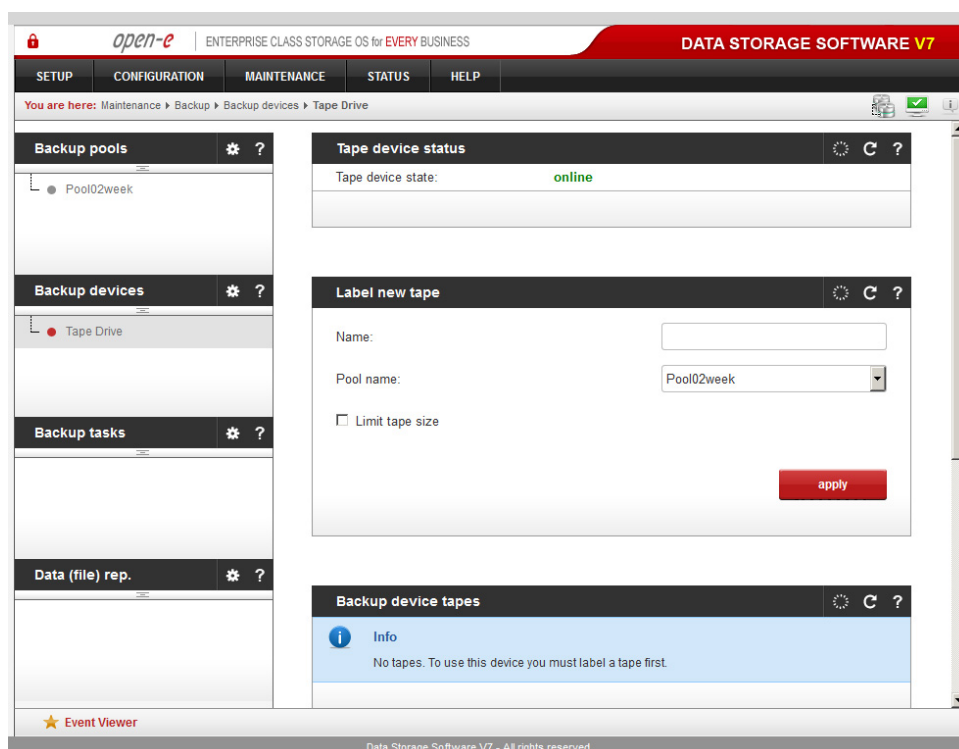 open-e ENTERPRISE CLASS STORAGE OS for EVERY BUSINESS DATA STORAGE SOFTWARE V7
SETUP CONFIGURATION MAINTENANCE STATUS HELP
You are here: Maintenance Backup Backup devices Tape Drive
Backup pools ?
Pool02week
Backup devices ?
Tape Drive
Backup tasks ?
Data (file) rep. ?
Tape device status ?
Tape device state: online
Label new tape ?
Name:
Pool name: Pool02week
Limit tape size
apply
Backup device tapes ?
i Info
No tapes. To use this device you must label a tape first.
Event Viewer
Data Storage Software V7 - All rights reserved